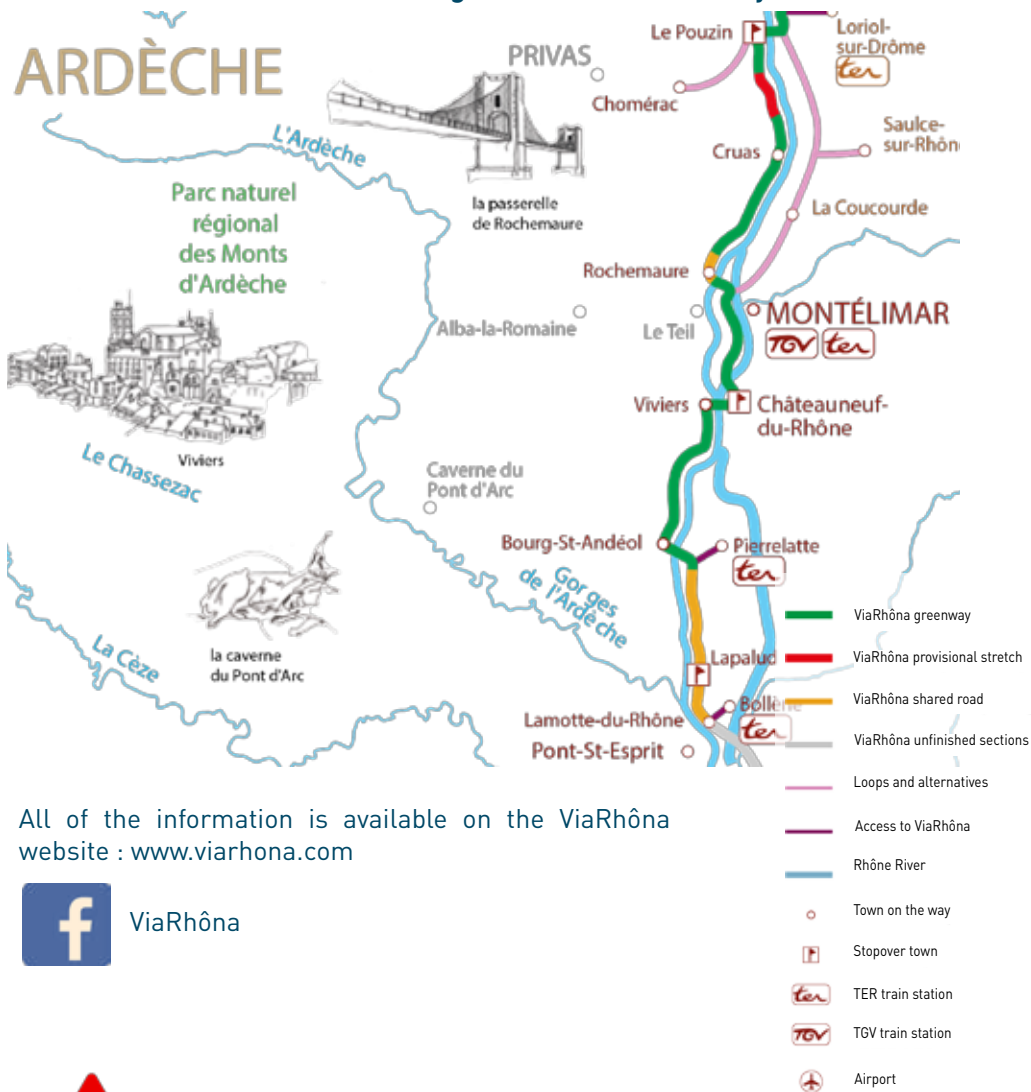 Le Pouzin
Loriol-
sur-Drôme
ter
ARDÈCHE
PRIVAS
Chomérac
L'Ardèche
Cruas
Saulce-
sur-Rhôn
Parc naturel
régional
des Monts
d'Ardèche
la passerelle
de Rochemaure
La Coucourde
Rochemaure
Alba-la-Romaine
Le Teil
MONTÉLIMAR
TGV ter
Viviers
Châteauneuf-
du-Rhône
Viviers
Le Chassezac
Caverne du
Pont d'Arc
Bourg-St-Andéol
Pierrelatte
ter
Gorges
de l'Ardèche
La Cèze
la caverne
du Pont d'Arc
Lapalud
Bollène
ter
Lamotte-du-Rhône
Pont-St-Esprit
ViaRhôna greenway
ViaRhôna provisional stretch
ViaRhôna shared road
ViaRhôna unfinished sections
Loops and alternatives
Access to ViaRhôna
Rhône River
Town on the way
Stopover town
ter TER train station
TGV TGV train station
Airport
All of the information is available on the ViaRhôna
website : www.viarhona.com
f ViaRhôna